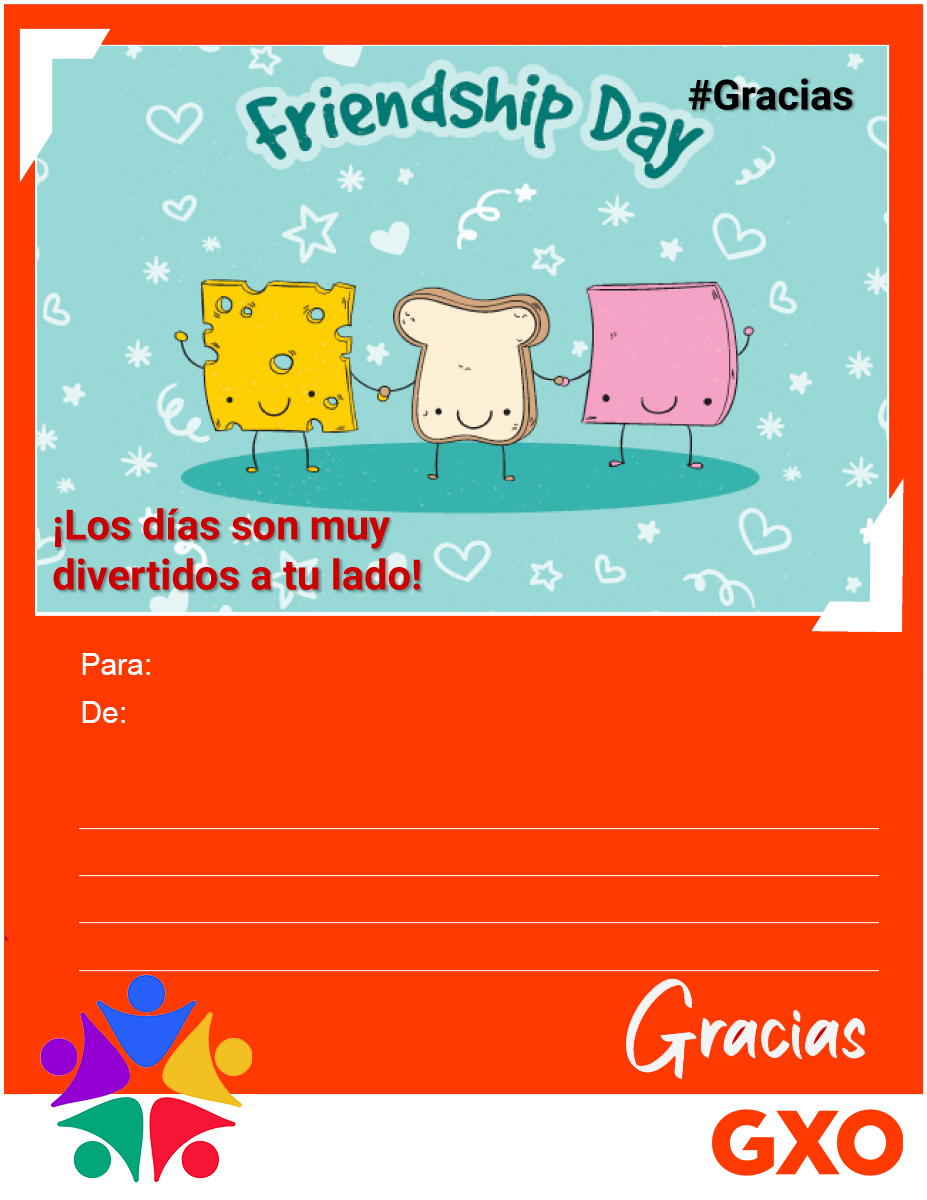 Friendship Day
#Gracias
¡Los días son muy
divertidos a tu lado!
Para:
De:
Gracias
GXO